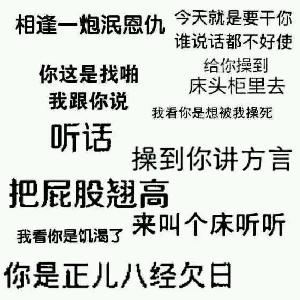 相逢一炮泯恩仇
今天就是要干你
谁说话都不好使
你这是找啪
我跟你说
听话
给你操到
床头柜里去
我看你是想被我操死
操到你讲方言
把屁股翘高
来叫个床听听
我看你是饥渴了
你是正儿八经欠日